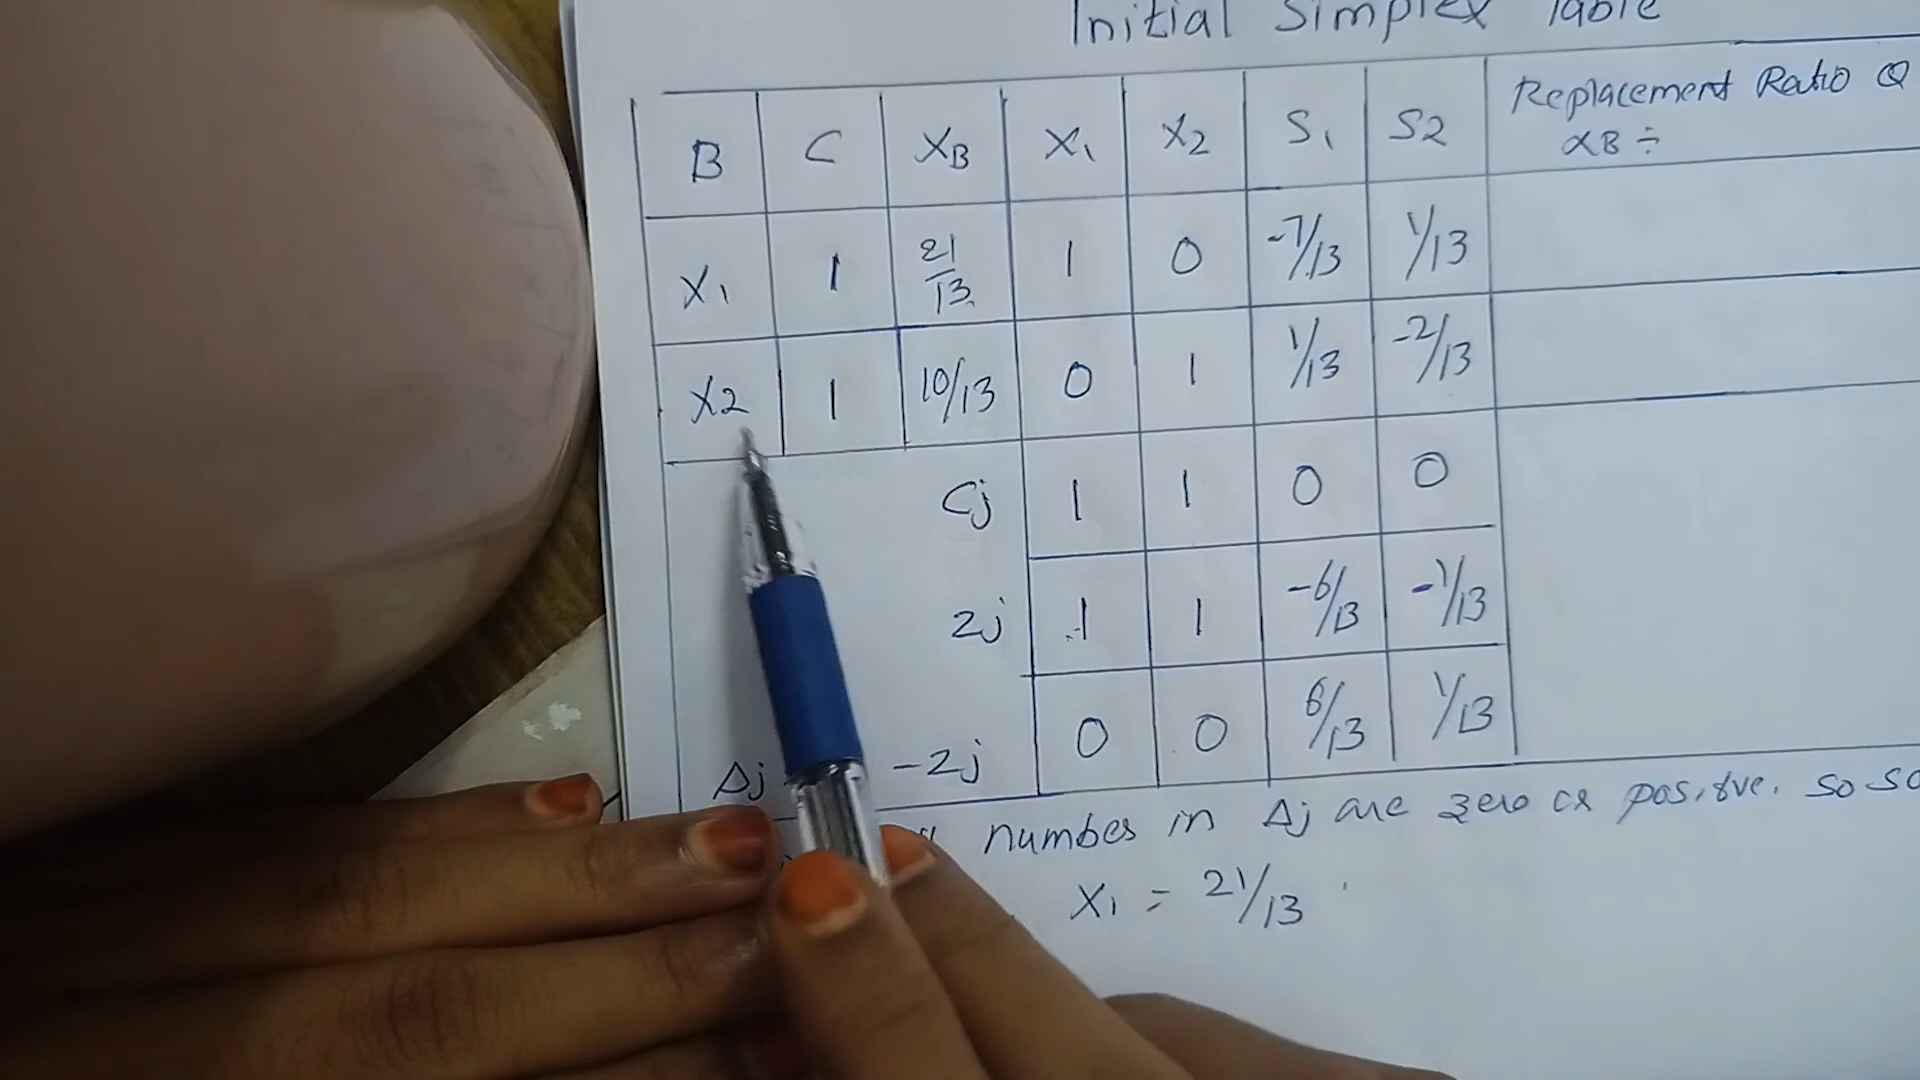 Initial Simplex Table
B C XB X1 X2 S1 S2 Replacement Ratio Q
XB ÷
X1 1 21/13 1 0 -7/13 1/13
X2 1 10/13 0 1 1/13 -2/13
Cj 1 1 0 0
Zj 1 1 -6/13 -1/13
Δj -Zj 0 0 6/13 1/13
numbes in Δj are zero or positve. so
X1 = 21/13